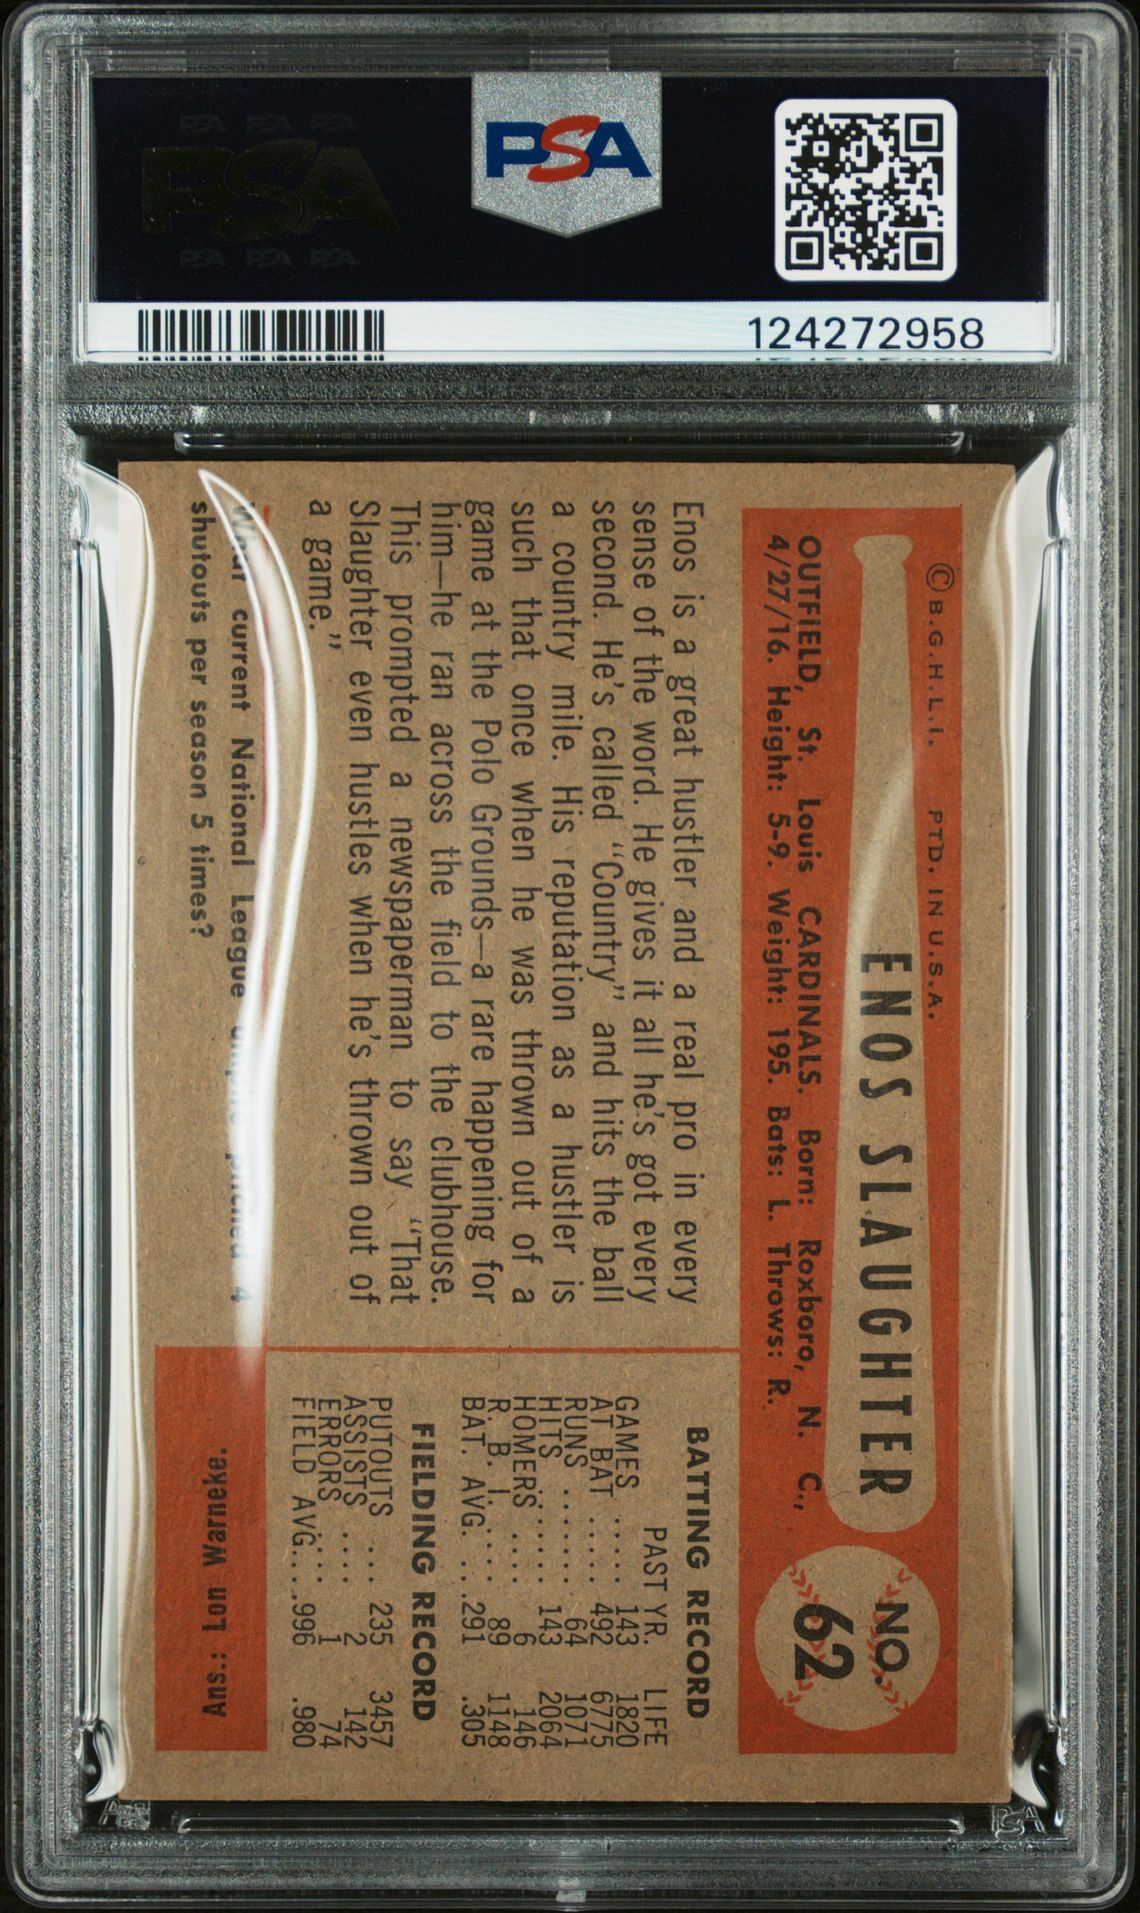 PSA
124272958
© B.G.H.L.I. PTD. IN U.S.A.
ENOS SLAUGHTER
NO.
62
OUTFIELD, St. Louis CARDINALS. Born: Roxboro, N. C.,
4/27/16. Height: 5-9. Weight: 195. Bats: L. Throws: R.
Enos is a great hustler and a real pro in every
sense of the word. He gives it all he's got every
second. He's called "Country" and hits the ball
a country mile. His reputation as a hustler is
such that once when he was thrown out of a
game at the Polo Grounds—a rare happening for
him—he ran across the field to the clubhouse.
This prompted a newspaperman to say "That
Slaughter even hustles when he's thrown out of
a game."
BATTING RECORD
PAST YR. LIFE
GAMES ..... 143 1820
AT BAT ..... 492 6775
RUNS ....... 64 1071
HITS ....... 143 2064
HOMERS .... 6 146
R. B. I. .... 89 1148
BAT. AVG. ... .291 .305
FIELDING RECORD
PUTOUTS ... 235 3457
ASSISTS .... 2 142
ERRORS .... 1 74
FIELD AVG. .. .996 .980
What current National League umpire pitched 4
shutouts per season 5 times?
Ans.: Lon Warneke.